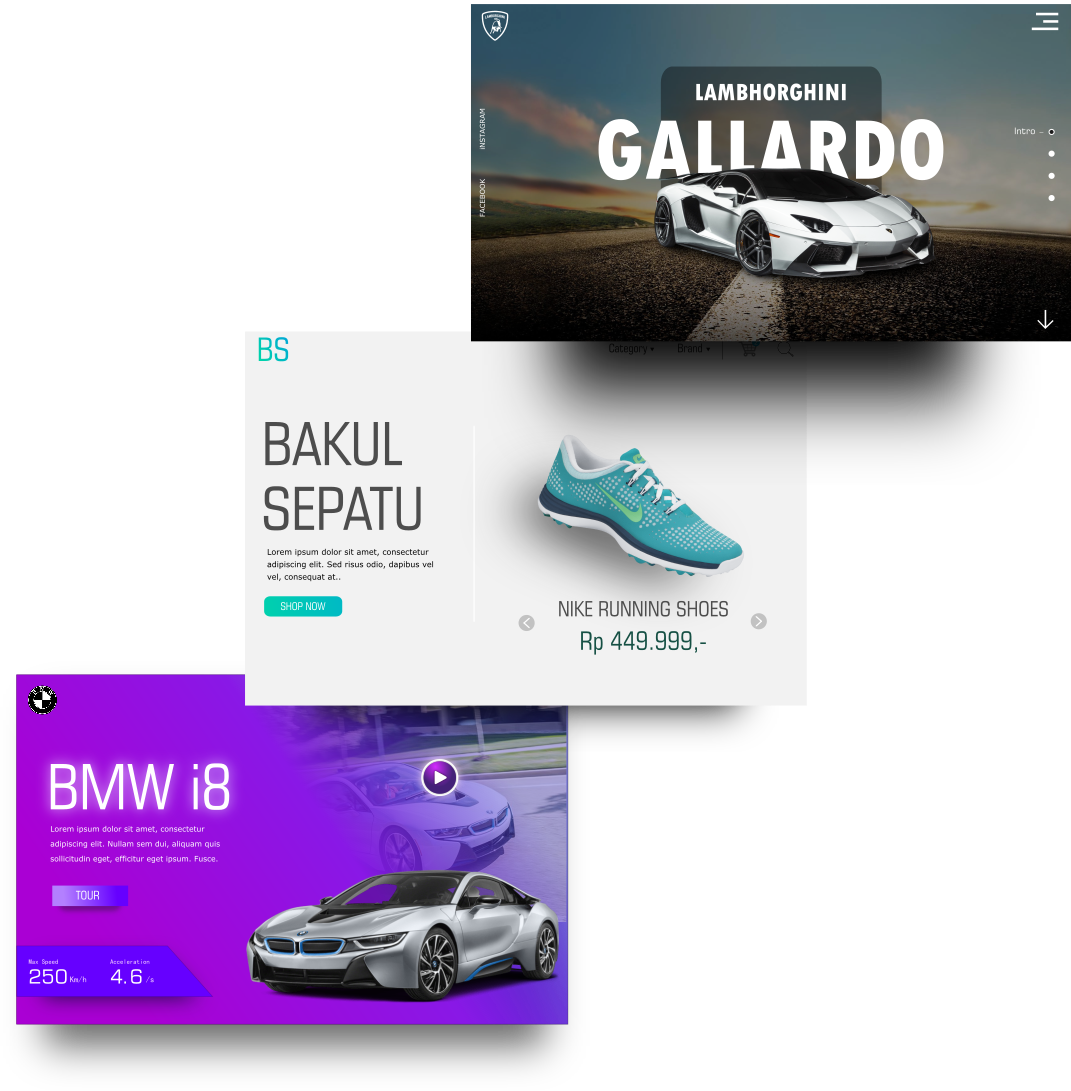 LAMBORGHINI
INSTAGRAM
FACEBOOK
LAMBHORGHINI
GALLARDO
Intro –
BS
Category
Brand
BAKUL
SEPATU
Lorem ipsum dolor sit amet, consectetur
adipiscing elit. Sed risus odio, dapibus vel
vel, consequat at..
SHOP NOW
NIKE RUNNING SHOES
Rp 449.999,-
BMW i8
Lorem ipsum dolor sit amet, consectetur
adipiscing elit. Nullam sem dui, aliquam quis
sollicitudin eget, efficitur eget ipsum. Fusce.
TOUR
Max Speed
250 Km/h
Acceleration
4.6 /s